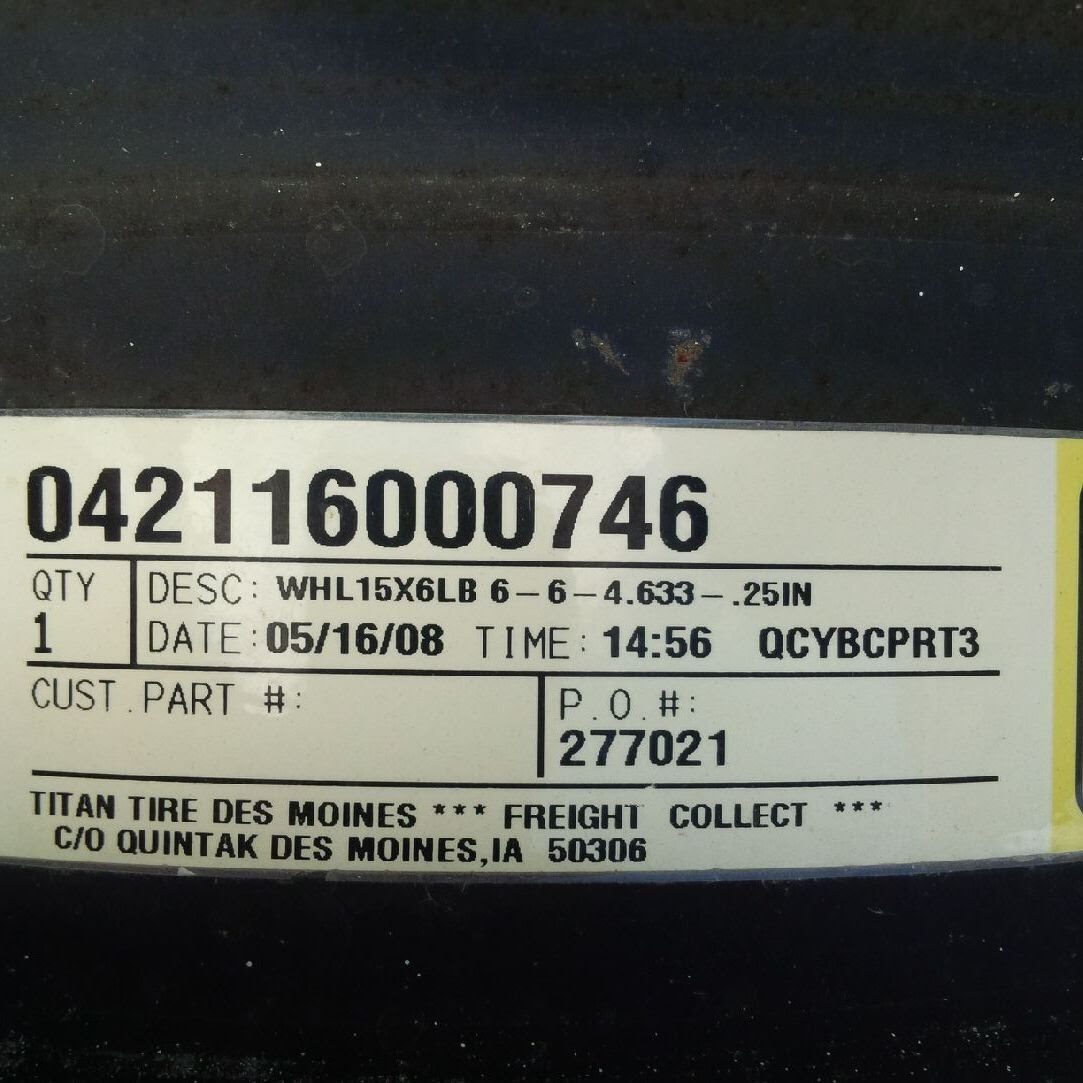 042116000746
QTY DESC: WHL15X6LB 6-6-4.633-.25IN
1 DATE: 05/16/08 TIME: 14:56 QCYBCPRT3
CUST.PART #: P.O.#:
277021
TITAN TIRE DES MOINES *** FREIGHT COLLECT ***
C/O QUINTAK DES MOINES,IA 50306